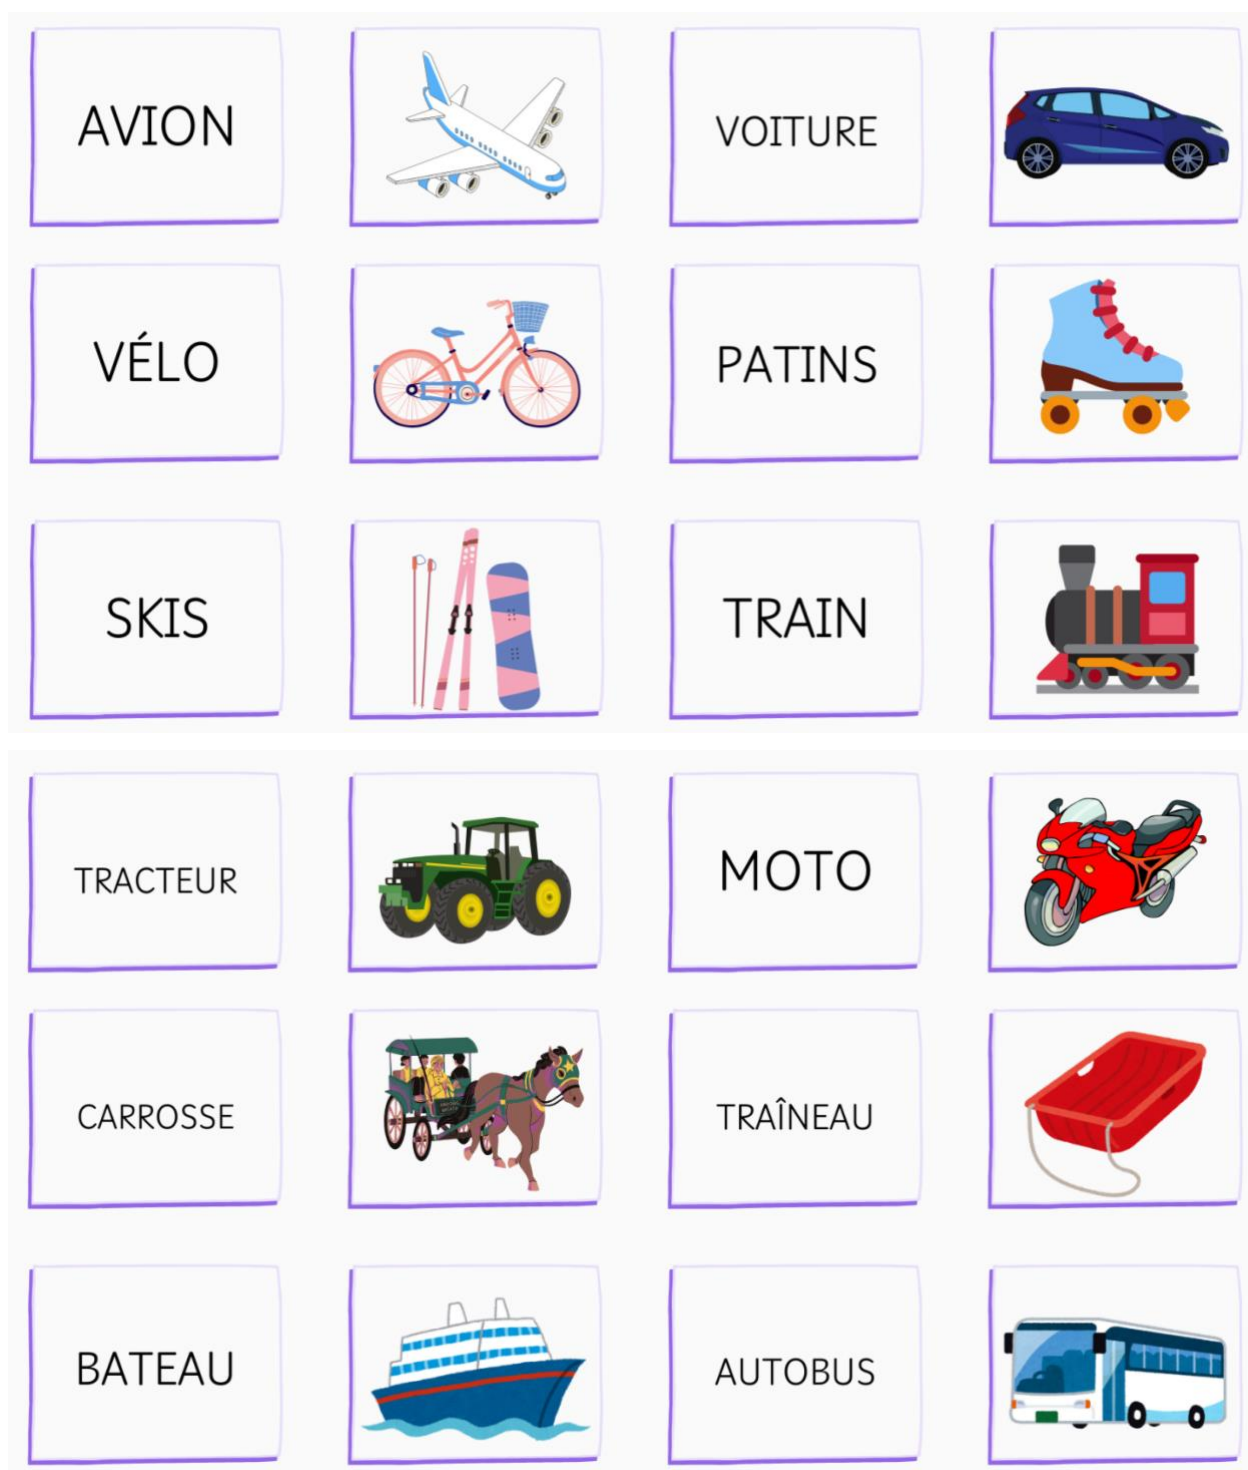 AVION
VOITURE
VÉLO
PATINS
SKIS
TRAIN
TRACTEUR
MOTO
CARROSSE
TRAÎNEAU
BATEAU
AUTOBUS